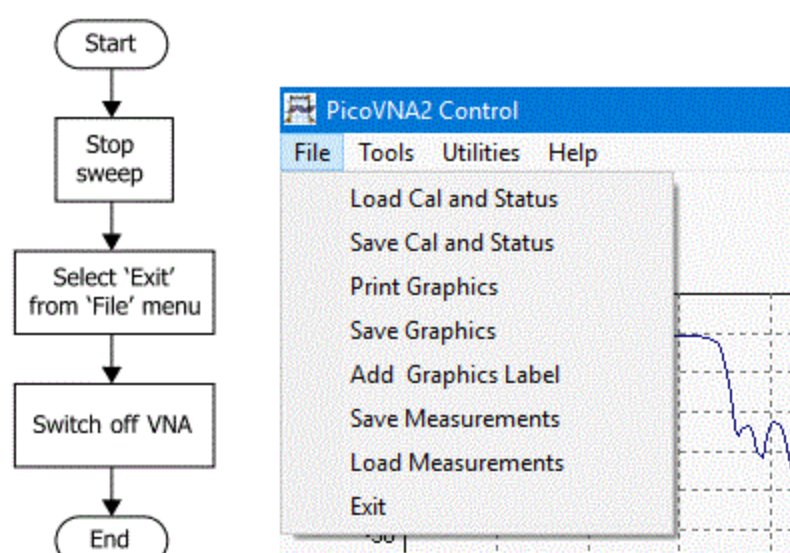 Start
Stop
sweep
Select ‘Exit’
from ‘File’ menu
Switch off VNA
End
PicoVNA2 Control
File Tools Utilities Help
Load Cal and Status
Save Cal and Status
Print Graphics
Save Graphics
Add  Graphics Label
Save Measurements
Load Measurements
Exit